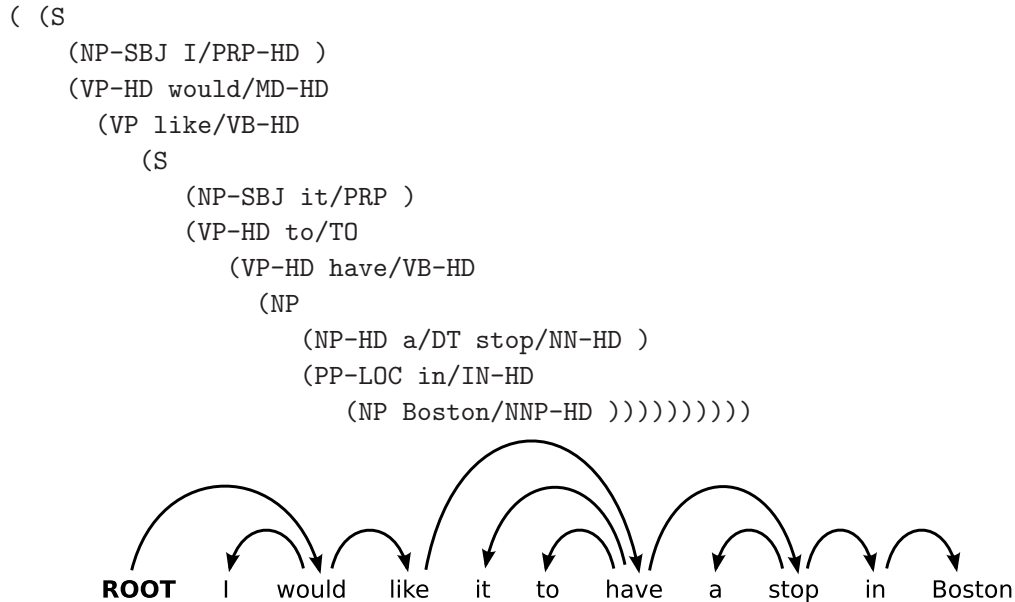 ( (S
(NP-SBJ I/PRP-HD )
(VP-HD would/MD-HD
(VP like/VB-HD
(S
(NP-SBJ it/PRP )
(VP-HD to/TO
(VP-HD have/VB-HD
(NP
(NP-HD a/DT stop/NN-HD )
(PP-LOC in/IN-HD
(NP Boston/NNP-HD ))))))))))
ROOT I would like it to have a stop in Boston